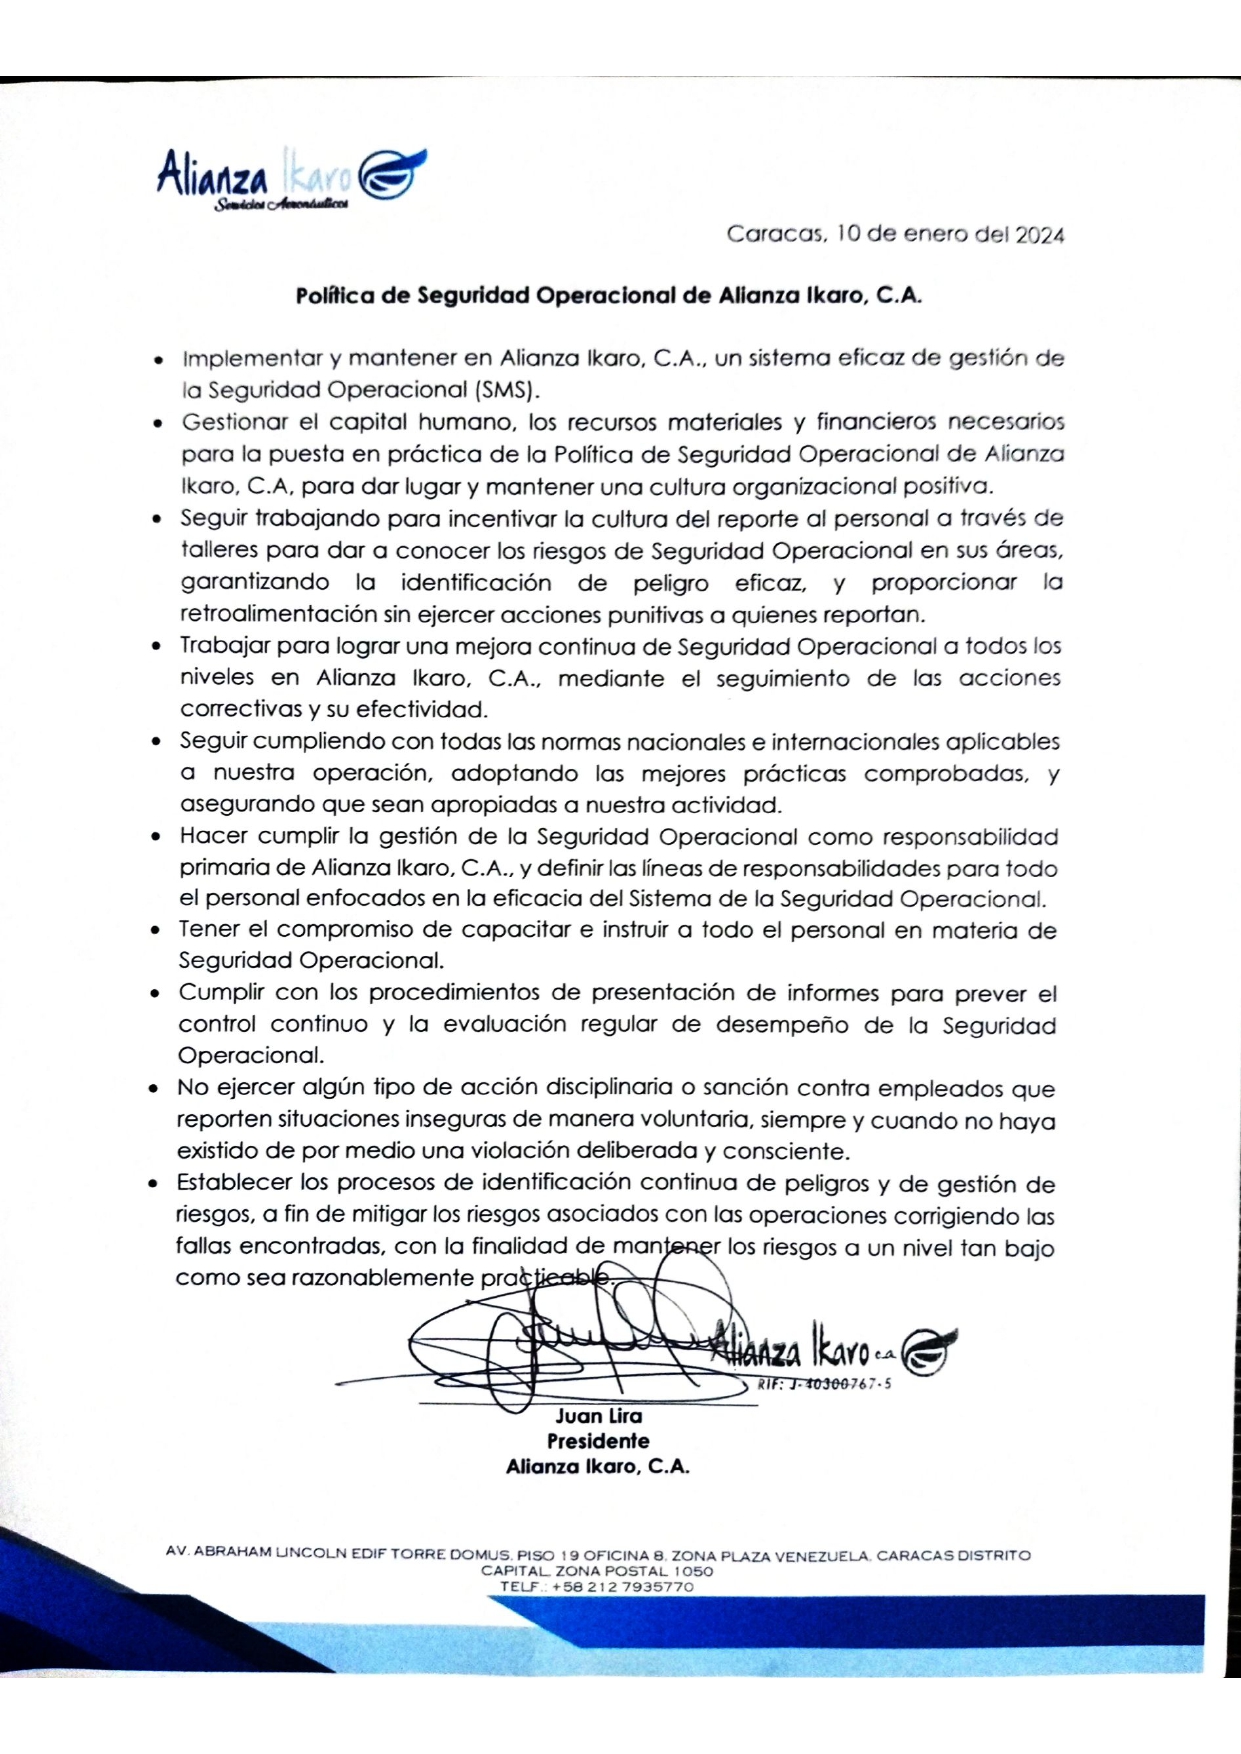 Alianza Ikaro
Servicios Aeronáuticos
Caracas, 10 de enero del 2024
Política de Seguridad Operacional de Alianza Ikaro, C.A.
• Implementar y mantener en Alianza Ikaro, C.A., un sistema eficaz de gestión de
la Seguridad Operacional (SMS).
• Gestionar el capital humano, los recursos materiales y financieros necesarios
para la puesta en práctica de la Política de Seguridad Operacional de Alianza
Ikaro, C.A, para dar lugar y mantener una cultura organizacional positiva.
• Seguir trabajando para incentivar la cultura del reporte al personal a través de
talleres para dar a conocer los riesgos de Seguridad Operacional en sus áreas,
garantizando la identificación de peligro eficaz, y proporcionar la
retroalimentación sin ejercer acciones punitivas a quienes reportan.
• Trabajar para lograr una mejora continua de Seguridad Operacional a todos los
niveles en Alianza Ikaro, C.A., mediante el seguimiento de las acciones
correctivas y su efectividad.
• Seguir cumpliendo con todas las normas nacionales e internacionales aplicables
a nuestra operación, adoptando las mejores prácticas comprobadas, y
asegurando que sean apropiadas a nuestra actividad.
• Hacer cumplir la gestión de la Seguridad Operacional como responsabilidad
primaria de Alianza Ikaro, C.A., y definir las líneas de responsabilidades para todo
el personal enfocados en la eficacia del Sistema de la Seguridad Operacional.
• Tener el compromiso de capacitar e instruir a todo el personal en materia de
Seguridad Operacional.
• Cumplir con los procedimientos de presentación de informes para prever el
control continuo y la evaluación regular de desempeño de la Seguridad
Operacional.
• No ejercer algún tipo de acción disciplinaria o sanción contra empleados que
reporten situaciones inseguras de manera voluntaria, siempre y cuando no haya
existido de por medio una violación deliberada y consciente.
• Establecer los procesos de identificación continua de peligros y de gestión de
riesgos, a fin de mitigar los riesgos asociados con las operaciones corrigiendo las
fallas encontradas, con la finalidad de mantener los riesgos a un nivel tan bajo
como sea razonablemente practicable.
Alianza Ikaro c.a
RIF: J-40300767-5
Juan Lira
Presidente
Alianza Ikaro, C.A.
AV. ABRAHAM LINCOLN EDIF TORRE DOMUS. PISO 19 OFICINA 8. ZONA PLAZA VENEZUELA. CARACAS DISTRITO
CAPITAL. ZONA POSTAL 1050
TELF.: +58 212 7935770